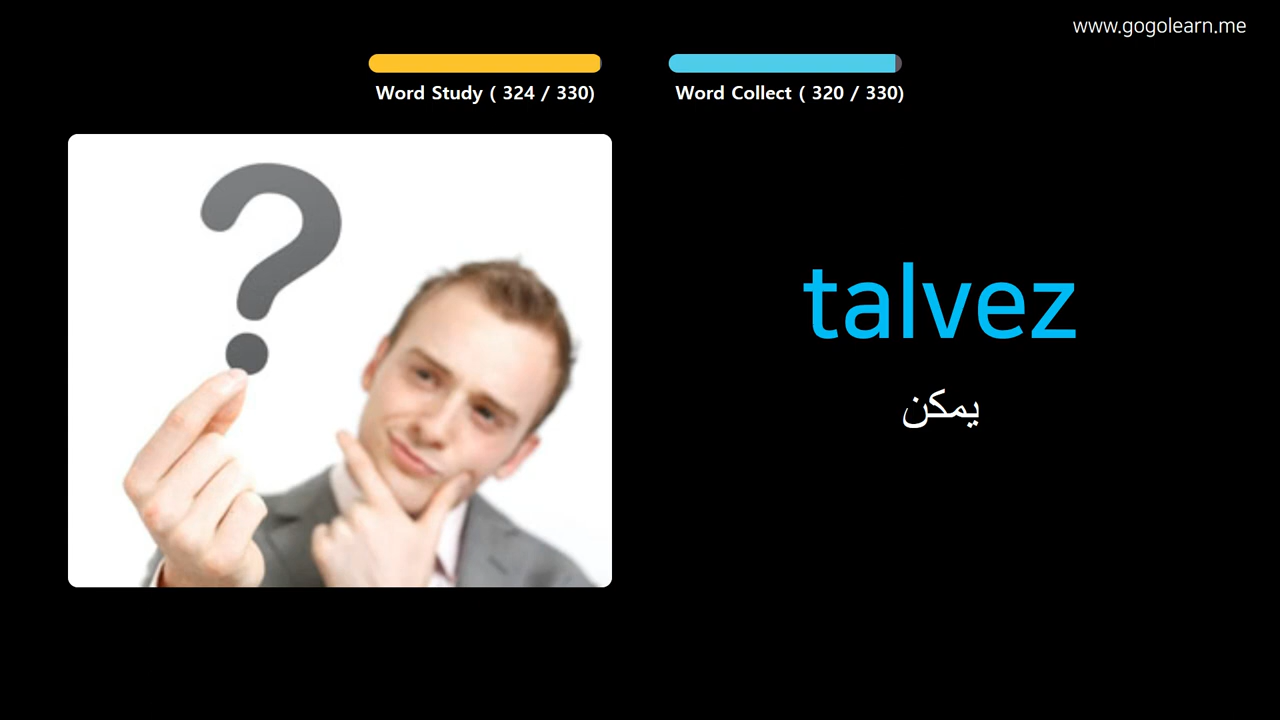 www.gogolearn.me
Word Study ( 324 / 330)
Word Collect ( 320 / 330)
?
talvez
يمكن